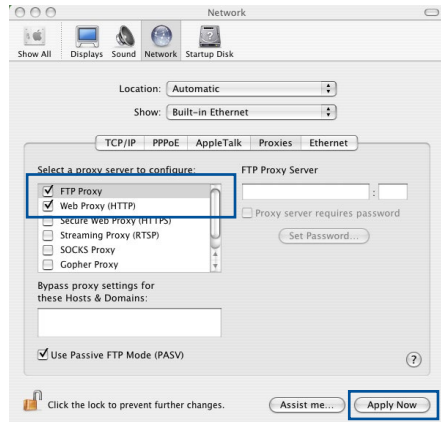 Network
Show All Displays Sound Network Startup Disk
Location: Automatic
Show: Built-in Ethernet
TCP/IP PPPoE AppleTalk Proxies Ethernet
Select a proxy server to configure:
FTP Proxy Server
FTP Proxy
:
Web Proxy (HTTP)
Proxy server requires password
Secure Web Proxy (HTTPS)
Streaming Proxy (RTSP)
Set Password...
SOCKS Proxy
Gopher Proxy
Bypass proxy settings for
these Hosts & Domains:
Use Passive FTP Mode (PASV)
?
Click the lock to prevent further changes.
Assist me... Apply Now